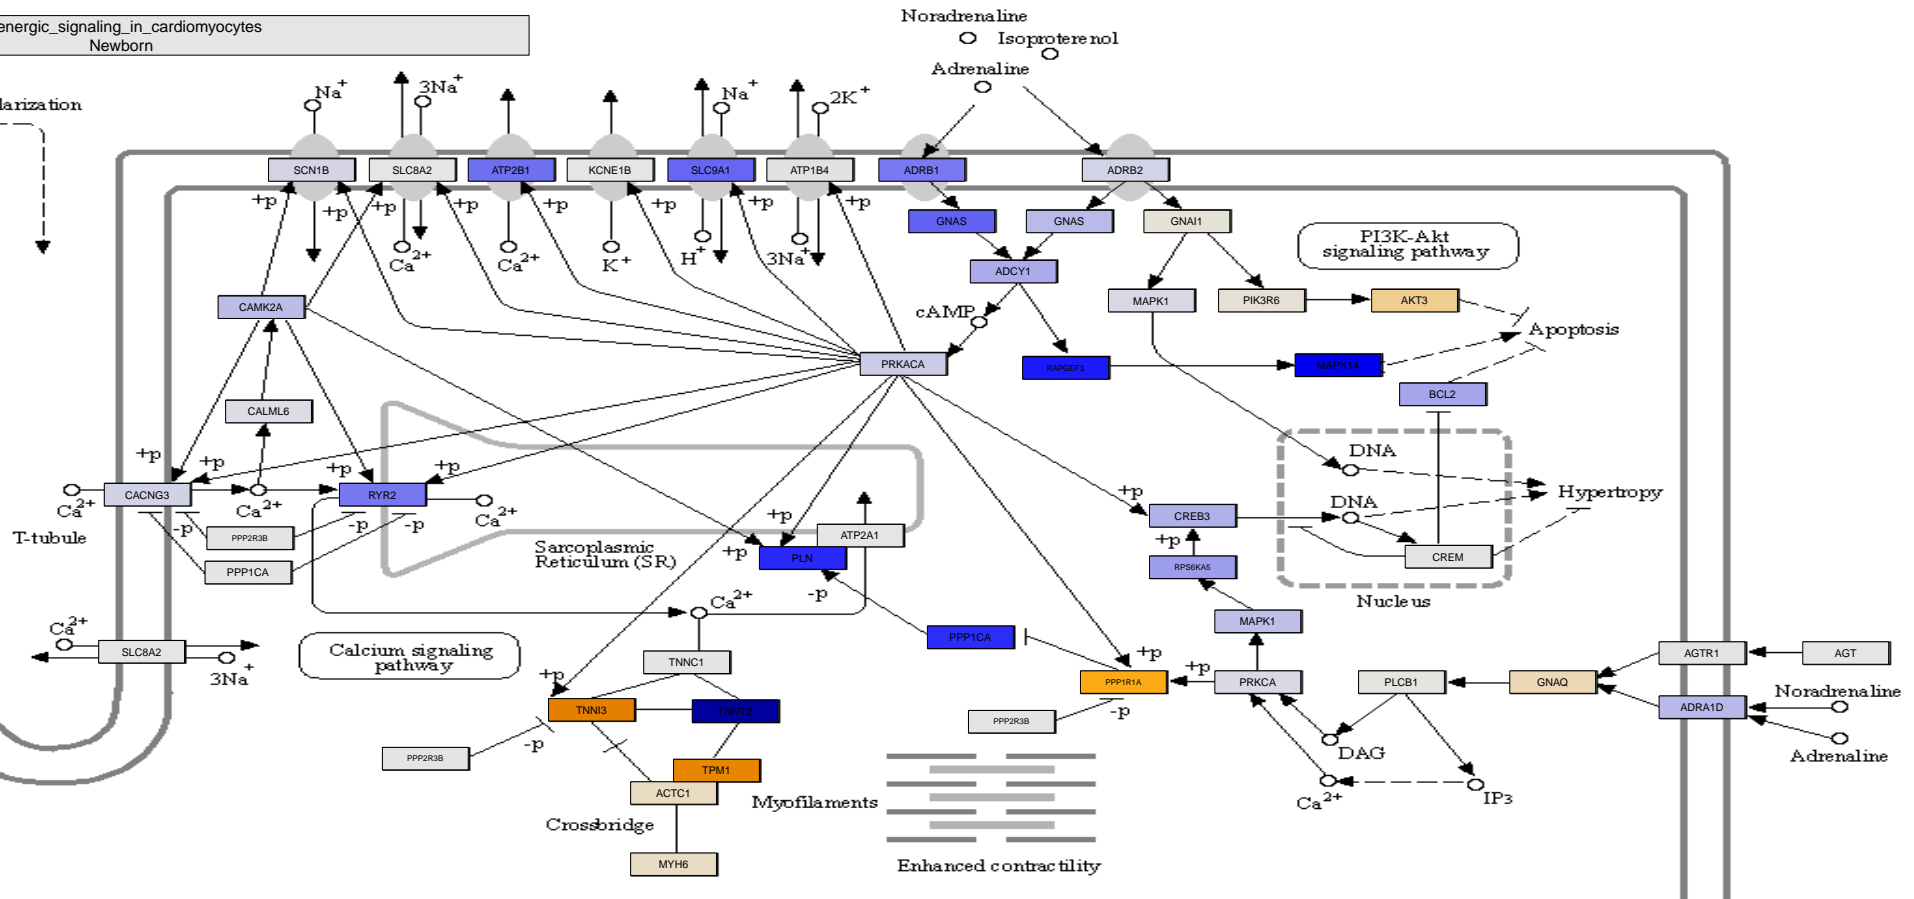 energic_signaling_in_cardiomyocytes
Newborn
Noradrenaline
Isoproterenol
Adrenaline
larization
Na+
3Na+
Na+
2K+
SCN1B
SLC8A2
ATP2B1
KCNE1B
SLC9A1
ATP1B4
ADRB1
ADRB2
+p
+p
+p
+p
+p
+p
+p
GNAS
GNAS
GNAI1
PI3K-Akt
signaling pathway
Ca2+
Ca2+
K+
H+
3Na+
ADCY1
CAMK2A
cAMP
MAPK1
PIK3R6
AKT3
Apoptosis
PRKACA
RAPGEF3
MAPK14
BCL2
CALML6
DNA
+p
+p
+p
+p
CACNG3
RYR2
Ca2+
Ca2+
Ca2+
+p
DNA
Hypertropy
T-tubule
-p
-p
-p
+p
CREB3
PPP2R3B
ATP2A1
+p
Sarcoplasmic
Reticulum (SR)
+p
PLN
CREM
PPP1CA
RPS6KA5
-p
Nucleus
Ca2+
Ca2+
MAPK1
PPP1CA
SLC8A2
Calcium signaling
pathway
TNNC1
AGTR1
AGT
3Na+
+p
+p
+p
PPP1R1A
PRKCA
PLCB1
GNAQ
Noradrenaline
TNNI3
TNNT2
ADRA1D
PPP2R3B
-p
-p
PPP2R3B
DAG
Adrenaline
TPM1
ACTC1
Myofilaments
Ca2+
IP3
Crossbridge
MYH6
Enhanced contractility